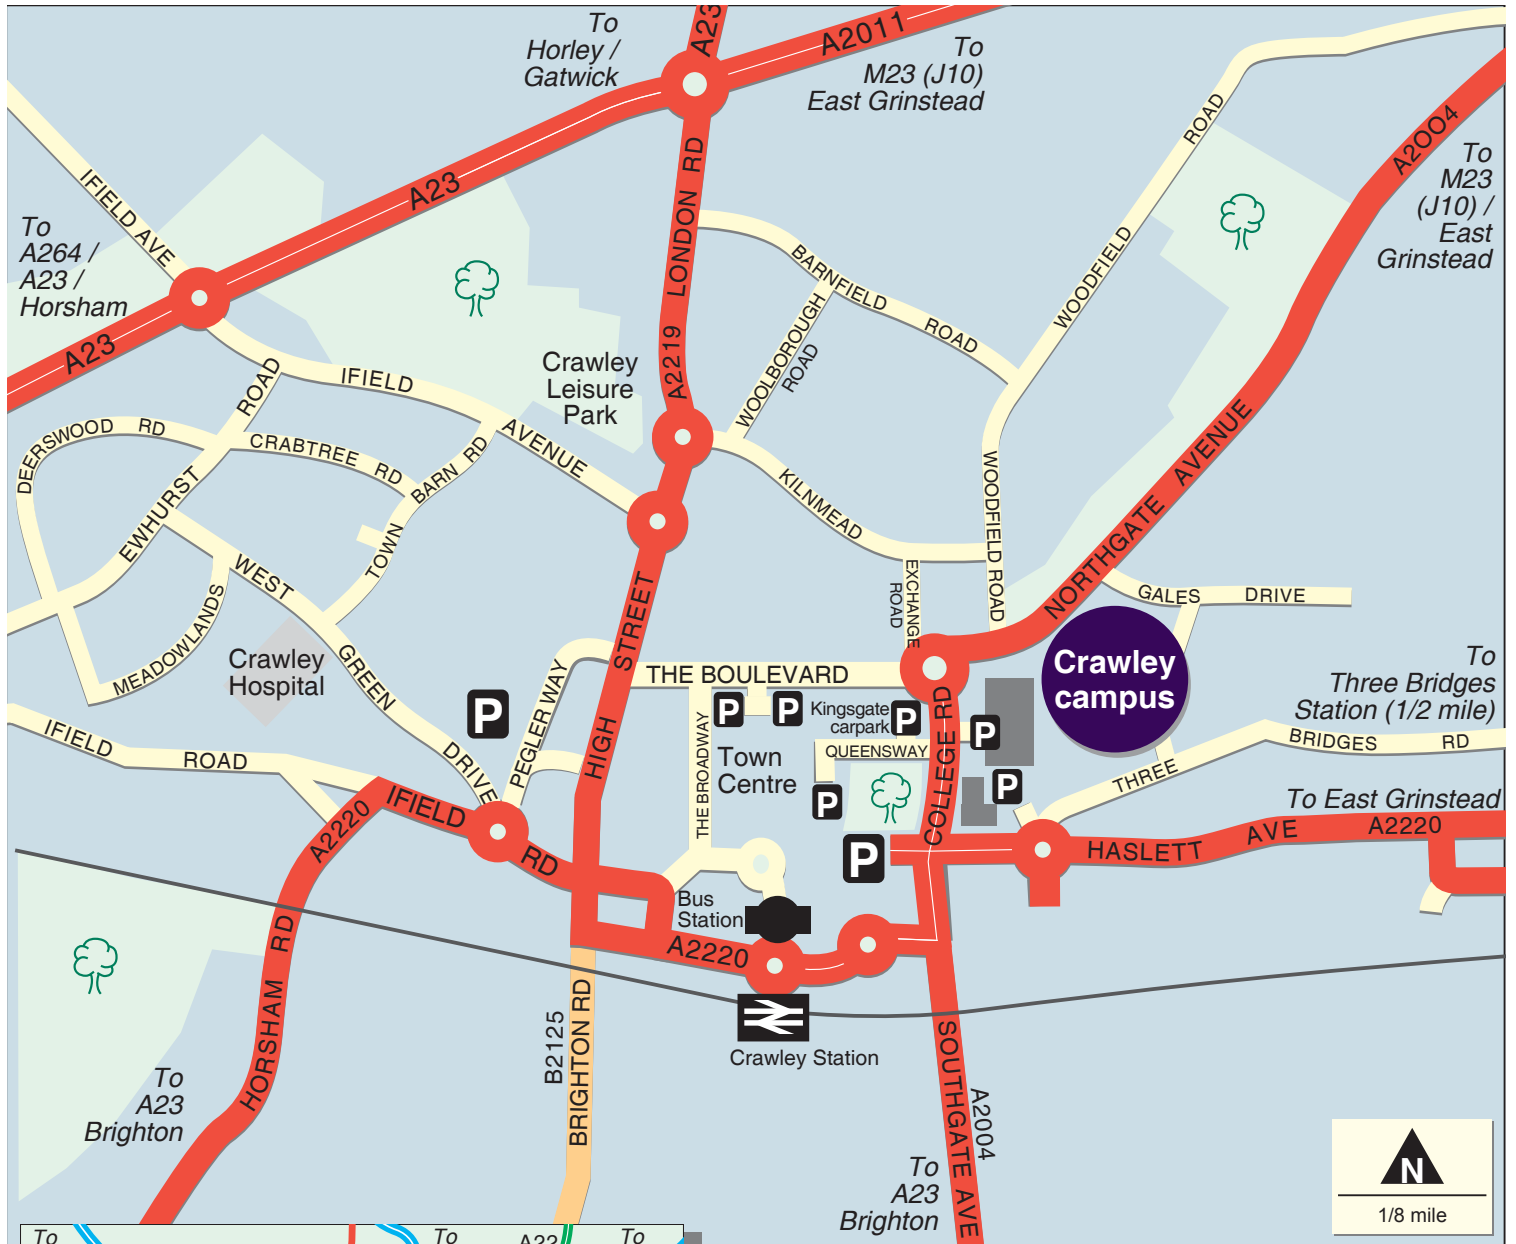 To
Horley /
Gatwick
A23
A2011
To
M23 (J10)
East Grinstead
A2004
To
M23
(J10) /
East
Grinstead
IFIELD AVE
To
A264 /
A23 /
Horsham
A23
A23
A2219 LONDON RD
BARNFIELD ROAD
WOOLBOROUGH
ROAD
WOODFIELD ROAD
Crawley
Leisure
Park
IFIELD AVENUE
EWHURST ROAD
DEERSWOOD RD
CRABTREE RD
TOWN BARN RD
KILNMEAD
WOODFIELD ROAD
EXCHANGE
ROAD
NORTHGATE AVENUE
GALES DRIVE
WEST GREEN DRIVE
MEADOWLANDS
Crawley
Hospital
HIGH STREET
PEGLER WAY
THE BOULEVARD
Crawley
campus
To
Three Bridges
Station (1/2 mile)
THREE BRIDGES RD
P
P
P
Kingsgate
carpark
P
P
QUEENSWAY
THE BROADWAY
Town
Centre
COLLEGE RD
P
P
P
IFIELD ROAD
IFIELD RD
A2220
To East Grinstead
HASLETT AVE A2220
Bus
Station
A2220
HORSHAM RD
B2125
BRIGHTON RD
Crawley Station
SOUTHGATE AVE
A2004
To
A23
Brighton
To
A23
Brighton
N
1/8 mile
To
To
A22
To